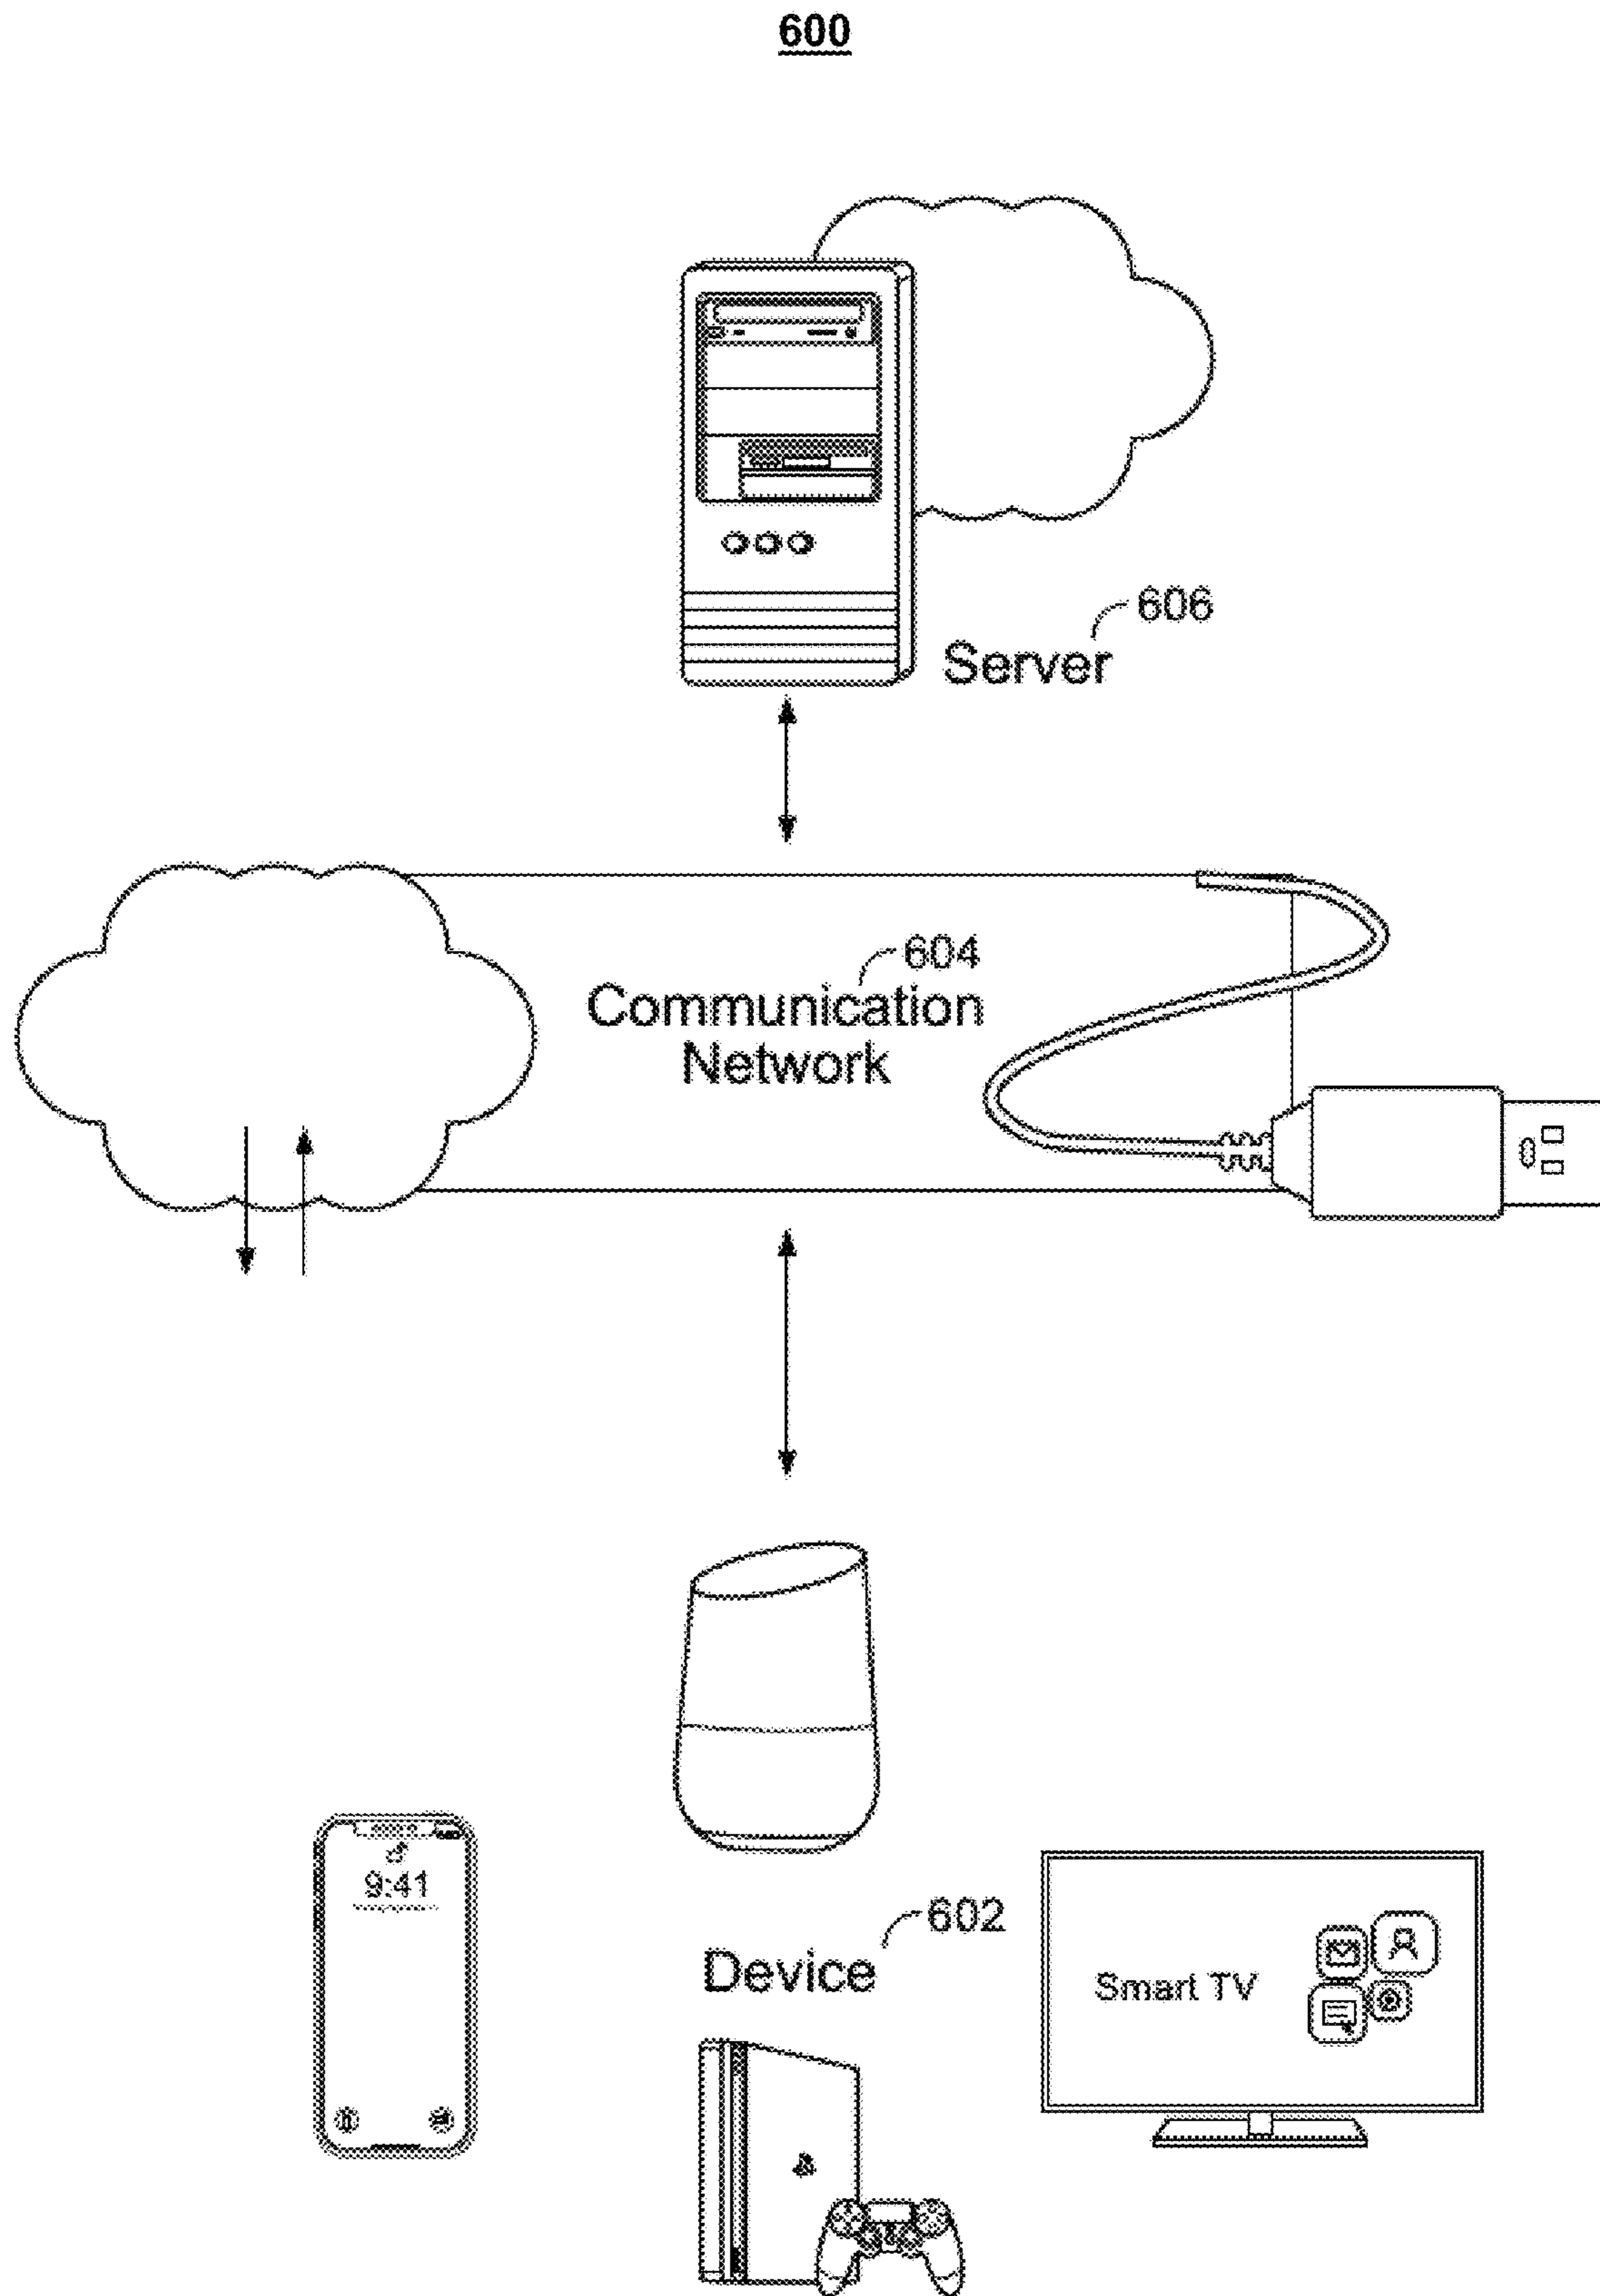 600
606
Server
604
Communication
Network
9:41
602
Device
Smart TV